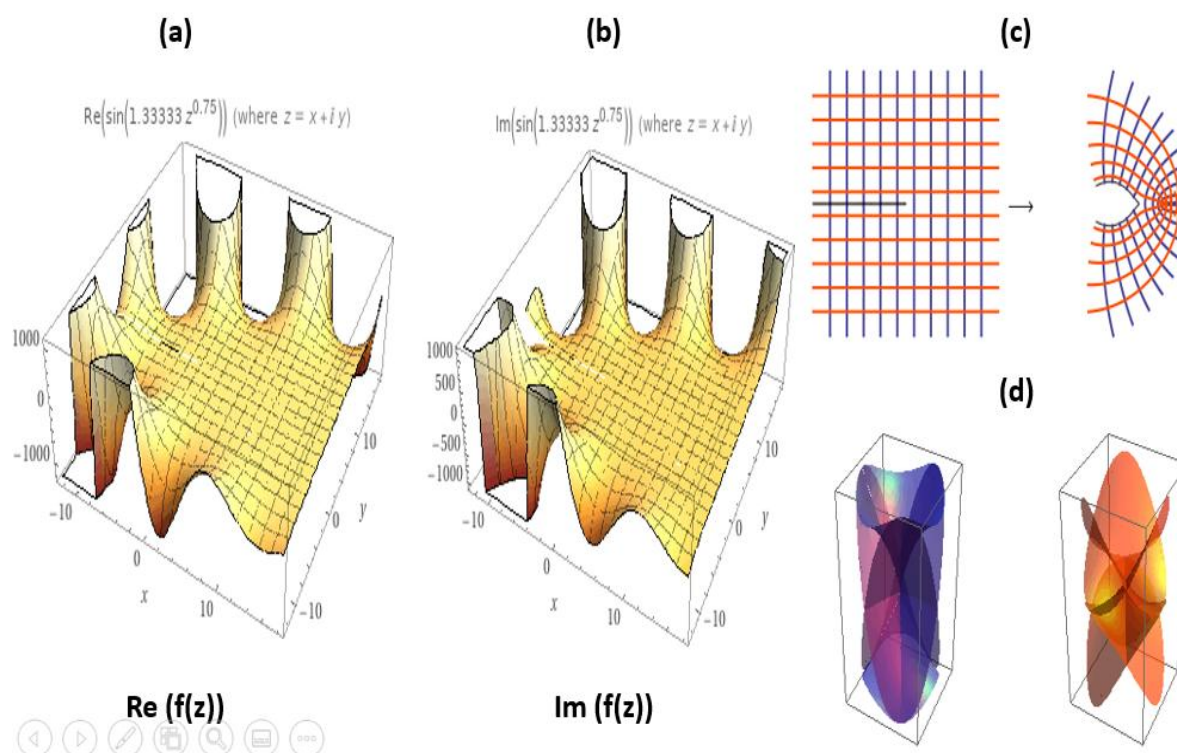 (a)
Re(sin(1.33333 z^0.75)) (where z = x + i y)
1000
0
−1000
−10
0
10
x
−10
0
10
y
Re (f(z))
(b)
Im(sin(1.33333 z^0.75)) (where z = x + i y)
1000
500
0
−500
−1000
−10
0
10
x
−10
0
10
y
Im (f(z))
(c)
→
(d)